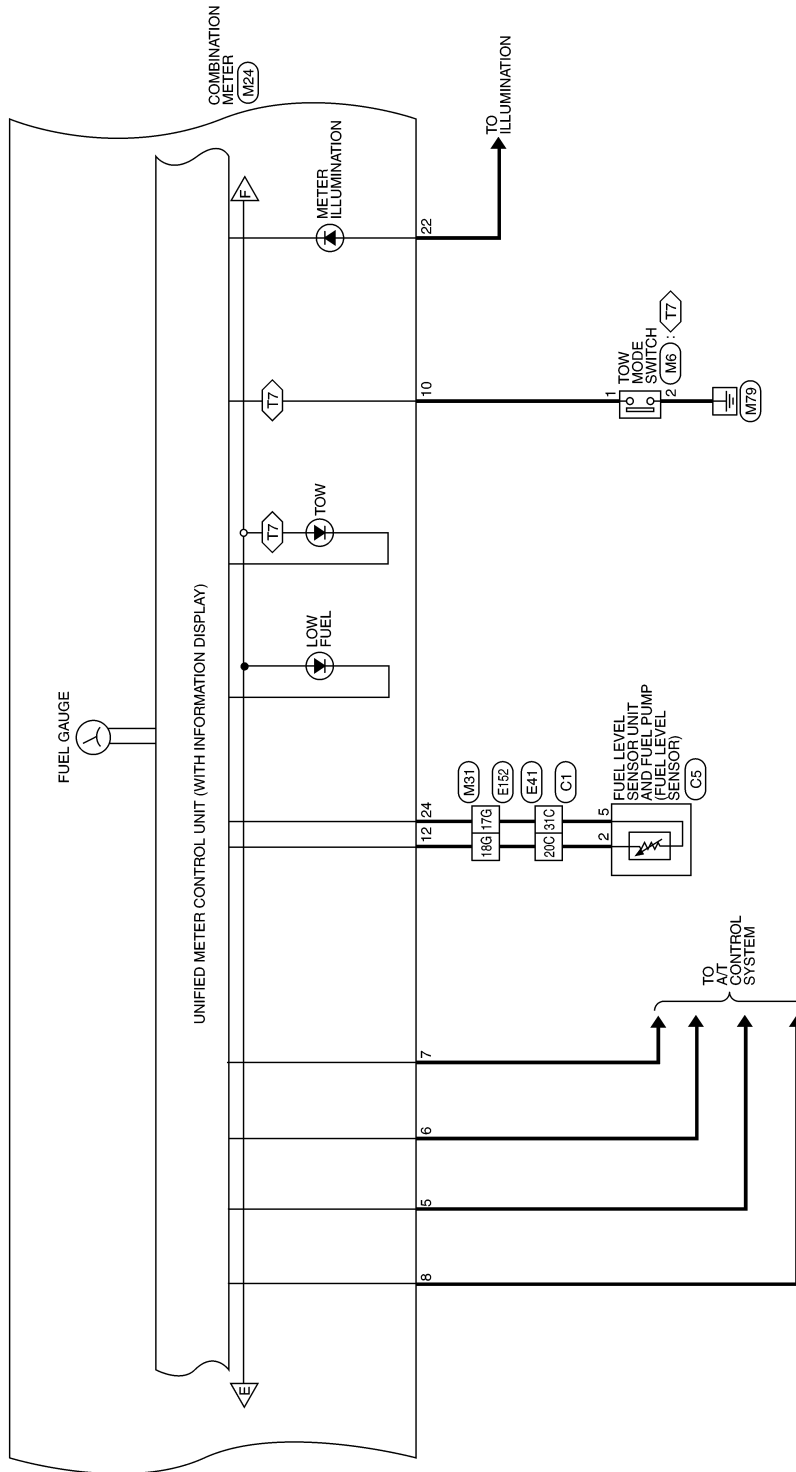 COMBINATION
METER
M24
FUEL GAUGE
UNIFIED METER CONTROL UNIT (WITH INFORMATION DISPLAY)
E
F
LOW
FUEL
T7
TOW
T7
METER
ILLUMINATION
8
5
6
7
12
24
10
22
TO
A/T
CONTROL
SYSTEM
18G
17G
M31
E152
20C
31C
E41
C1
2
5
FUEL LEVEL
SENSOR UNIT
AND FUEL PUMP
(FUEL LEVEL
SENSOR)
C5
1
TOW
MODE
SWITCH
M6 : T7
2
M79
TO
ILLUMINATION